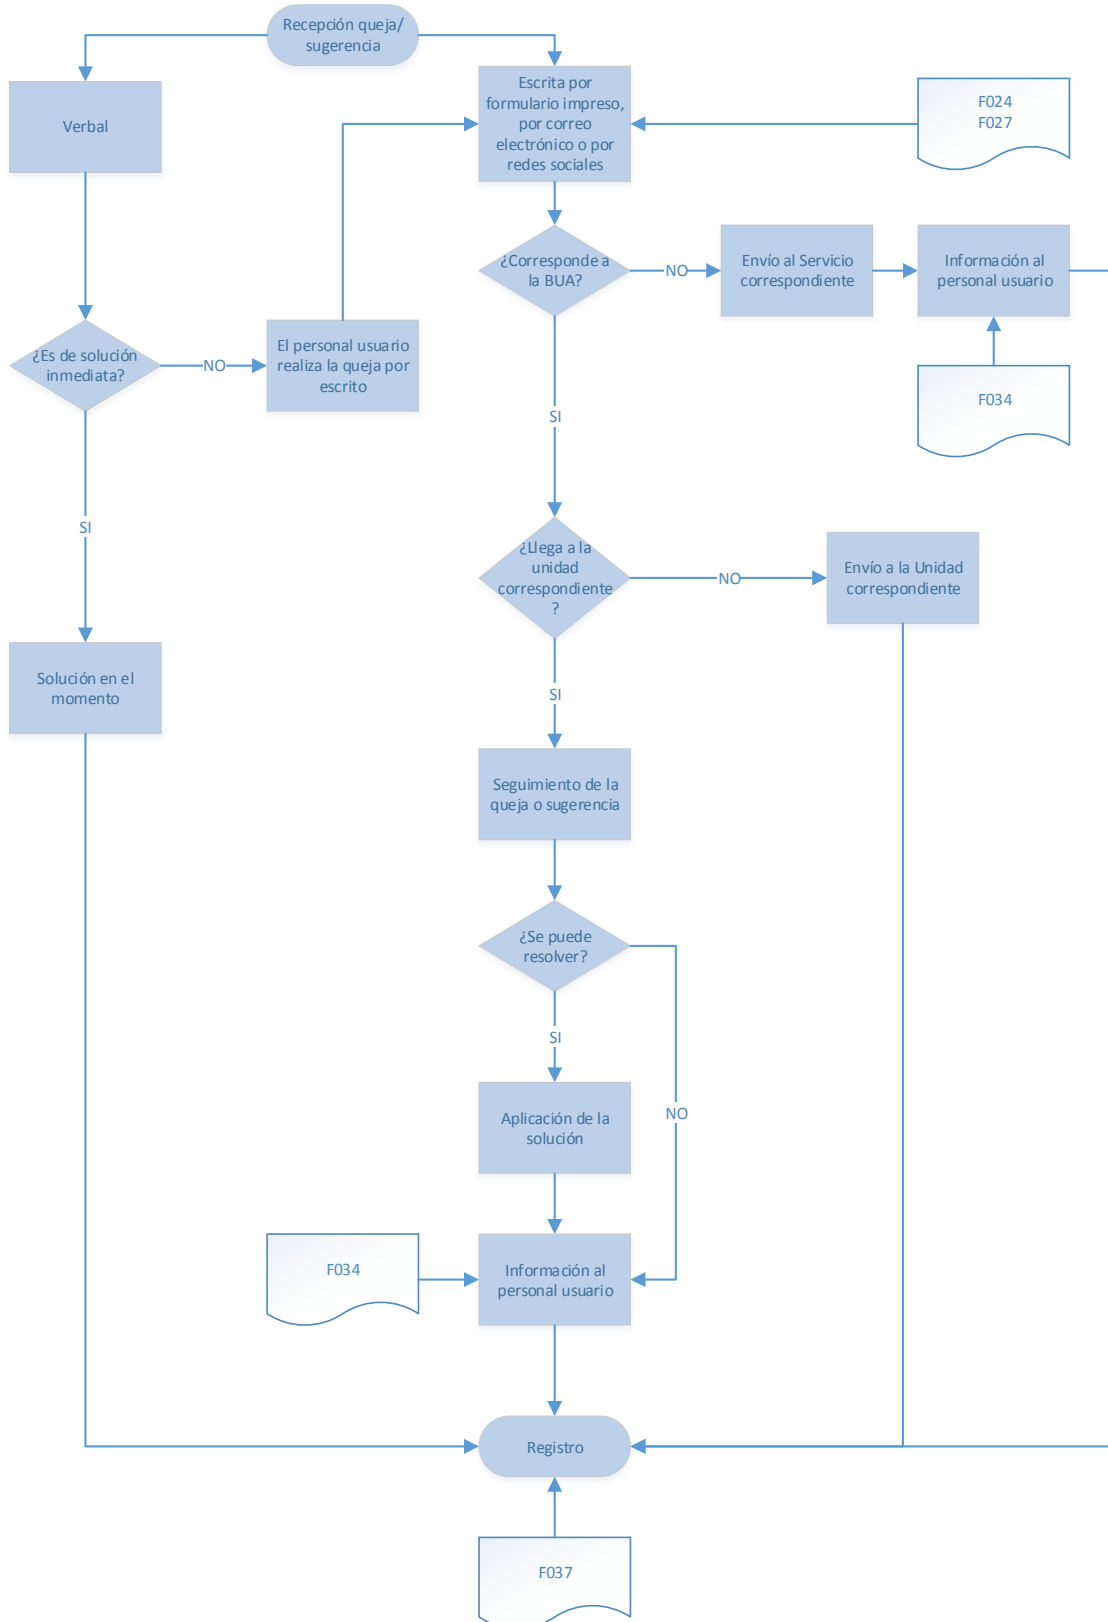 Recepción queja/
sugerencia
Verbal
Escrita por
formulario impreso,
por correo
electrónico o por
redes sociales
F024
F027
¿Corresponde a
la BUA?
NO
Envío al Servicio
correspondiente
Información al
personal usuario
¿Es de solución
inmediata?
NO
El personal usuario
realiza la queja por
escrito
F034
SI
SI
¿Llega a la
unidad
correspondiente
?
NO
Envío a la Unidad
correspondiente
Solución en el
momento
SI
Seguimiento de la
queja o sugerencia
¿Se puede
resolver?
SI
NO
Aplicación de la
solución
F034
Información al
personal usuario
Registro
F037